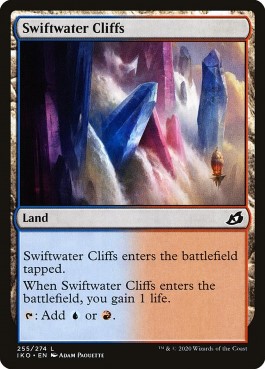 Swiftwater Cliffs
Land
Swiftwater Cliffs enters the battlefield
tapped.
When Swiftwater Cliffs enters the
battlefield, you gain 1 life.
: Add or .
255/274 L
IKO • EN Adam Paquette
™ & © 2020 Wizards of the Coast